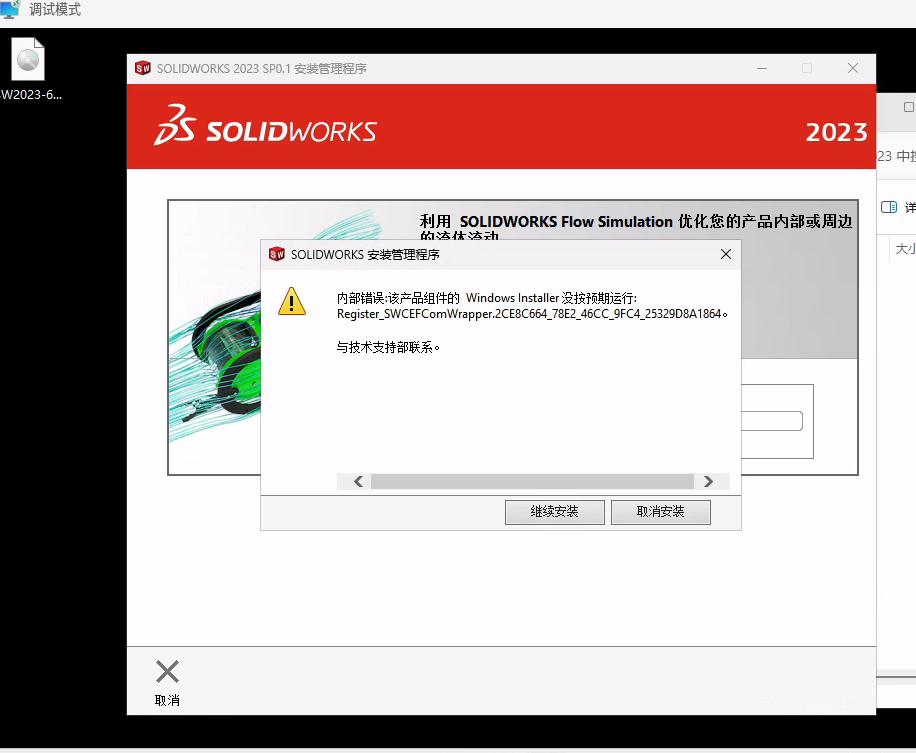 调试模式
W2023-6...
SOLIDWORKS 2023 SP0.1 安装管理程序
SOLIDWORKS
2023
23 中
详
大小
利用 SOLIDWORKS Flow Simulation 优化您的产品内部或周边
的流体流动
SOLIDWORKS 安装管理程序
内部错误:该产品组件的 Windows Installer 没按预期运行:
Register_SWCEFComWrapper.2CE8C664_78E2_46CC_9FC4_25329D8A1864。
与技术支持部联系。
继续安装
取消安装
取消